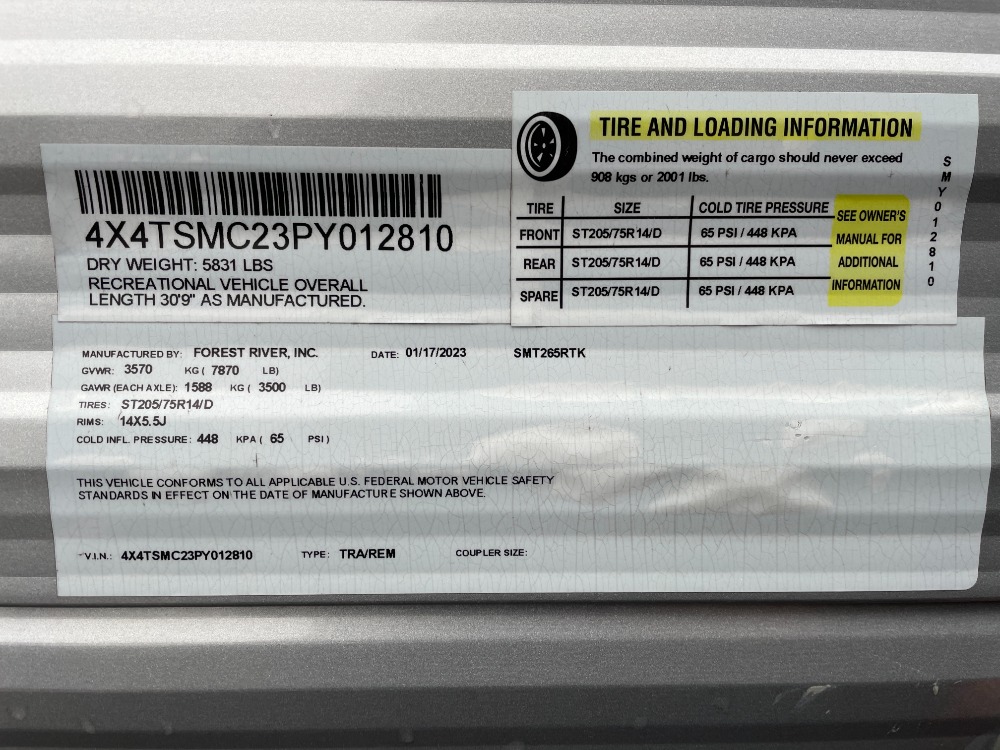 4X4TSMC23PY012810
DRY WEIGHT: 5831 LBS
RECREATIONAL VEHICLE OVERALL
LENGTH 30'9" AS MANUFACTURED.
TIRE AND LOADING INFORMATION
The combined weight of cargo should never exceed
908 kgs or 2001 lbs.
TIRE SIZE COLD TIRE PRESSURE
FRONT ST205/75R14/D 65 PSI / 448 KPA
REAR ST205/75R14/D 65 PSI / 448 KPA
SPARE ST205/75R14/D 65 PSI / 448 KPA
SEE OWNER'S
MANUAL FOR
ADDITIONAL
INFORMATION
SMY012810
MANUFACTURED BY: FOREST RIVER, INC. DATE: 01/17/2023 SMT265RTK
GVWR: 3570 KG ( 7870 LB)
GAWR (EACH AXLE): 1588 KG ( 3500 LB)
TIRES: ST205/75R14/D
RIMS: 14X5.5J
COLD INFL. PRESSURE: 448 KPA ( 65 PSI )
THIS VEHICLE CONFORMS TO ALL APPLICABLE U.S. FEDERAL MOTOR VEHICLE SAFETY
STANDARDS IN EFFECT ON THE DATE OF MANUFACTURE SHOWN ABOVE.
V.I.N.: 4X4TSMC23PY012810 TYPE: TRA/REM COUPLER SIZE: